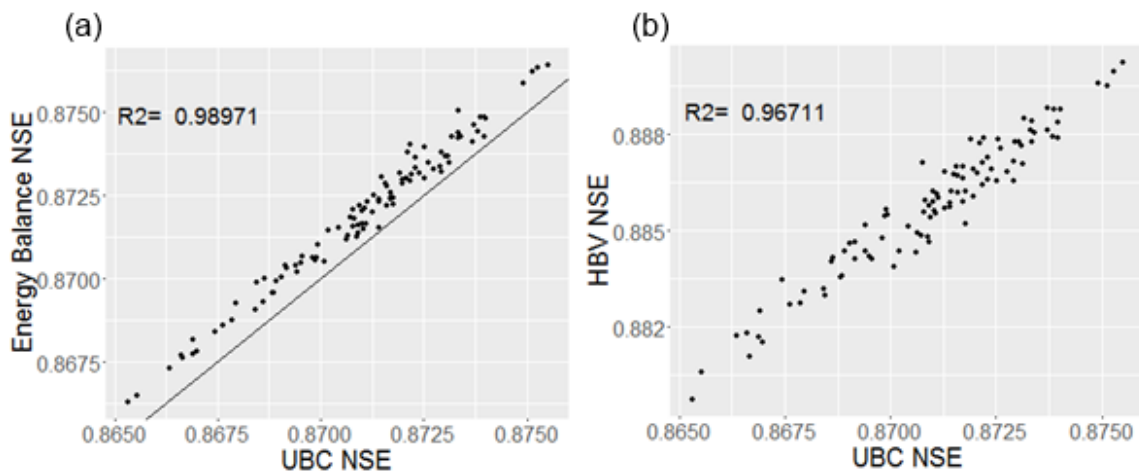 (a)
R2= 0.98971
Energy Balance NSE
0.8750
0.8725
0.8700
0.8675
0.8650 0.8675 0.8700 0.8725 0.8750
UBC NSE
(b)
R2= 0.96711
HBV NSE
0.888
0.885
0.882
0.8650 0.8675 0.8700 0.8725 0.8750
UBC NSE